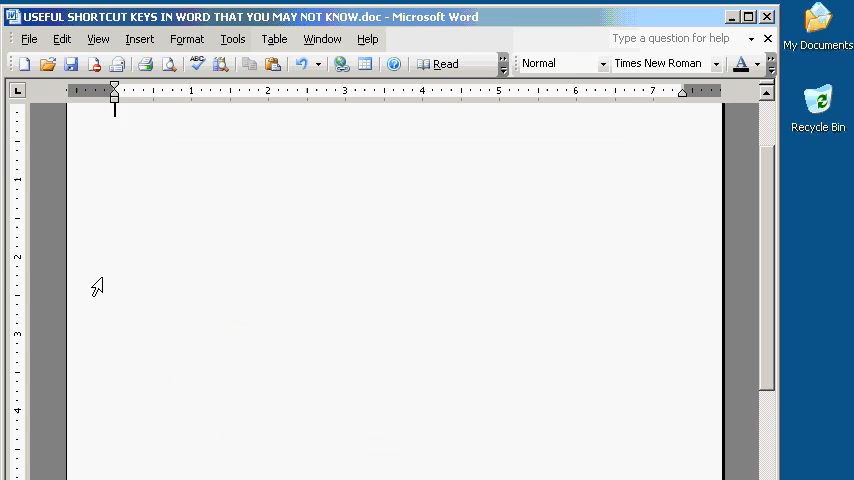 USEFUL SHORTCUT KEYS IN WORD THAT YOU MAY NOT KNOW.doc - Microsoft Word
File Edit View Insert Format Tools Table Window Help Type a question for help
Read Normal Times New Roman A
1 2 3 4 5 6 7
1
2
3
4
My Documents
Recycle Bin